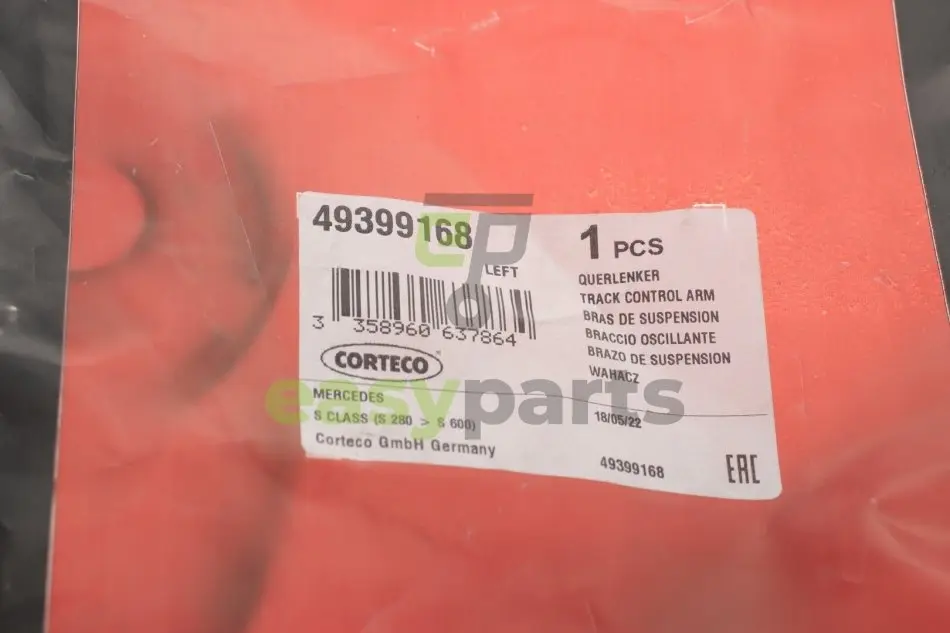 49399168
LEFT
3 358960 637864
CORTECO
MERCEDES
S CLASS (S 280 > S 600)
Corteco GmbH Germany
1 PCS
QUERLENKER
TRACK CONTROL ARM
BRAS DE SUSPENSION
BRACCIO OSCILLANTE
BRAZO DE SUSPENSION
WAHACZ
18/05/22
49399168
EAC
easyparts